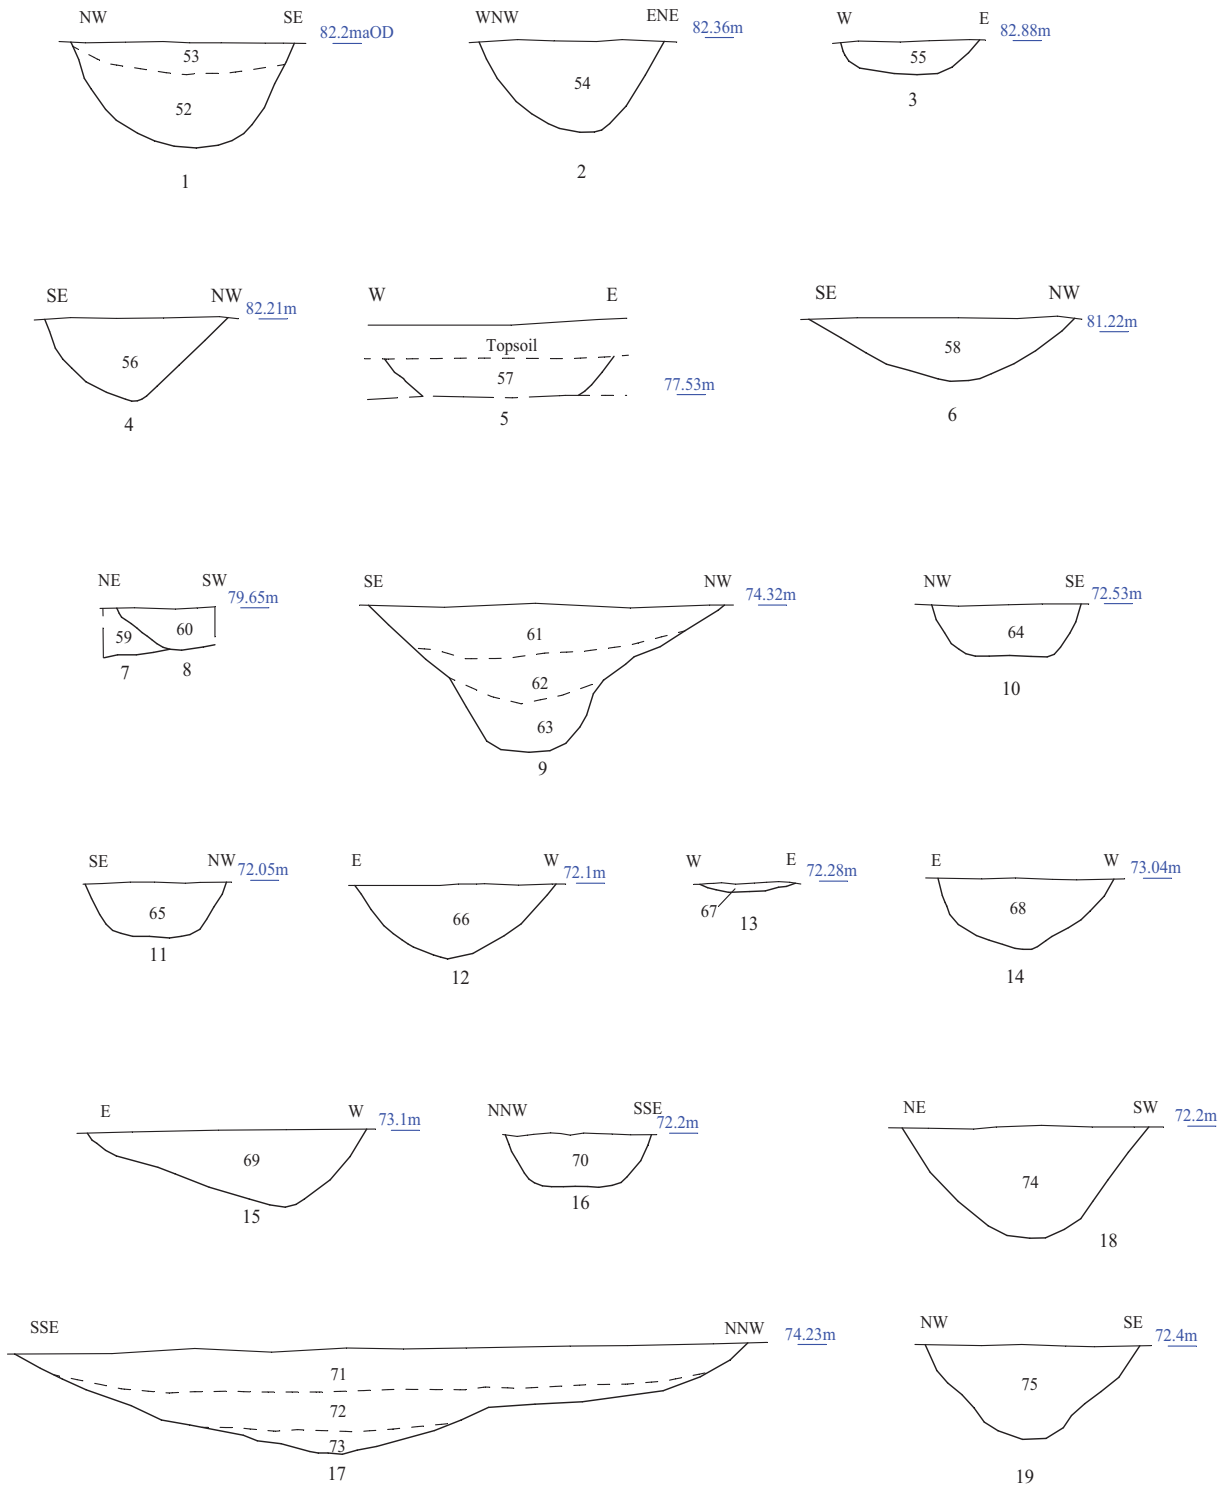 NW SE 82.2maOD
53
52
1
WNW ENE 82.36m
54
2
W E 82.88m
55
3
SE NW 82.21m
56
4
W E
Topsoil
57
77.53m
5
SE NW 81.22m
58
6
NE SW 79.65m
59 60
7 8
SE NW 74.32m
61
62
63
9
NW SE 72.53m
64
10
SE NW 72.05m
65
11
E W 72.1m
66
12
W E 72.28m
67
13
E W 73.04m
68
14
E W 73.1m
69
15
NNW SSE 72.2m
70
16
NE SW 72.2m
74
18
SSE NNW 74.23m
71
72
73
17
NW SE 72.4m
75
19